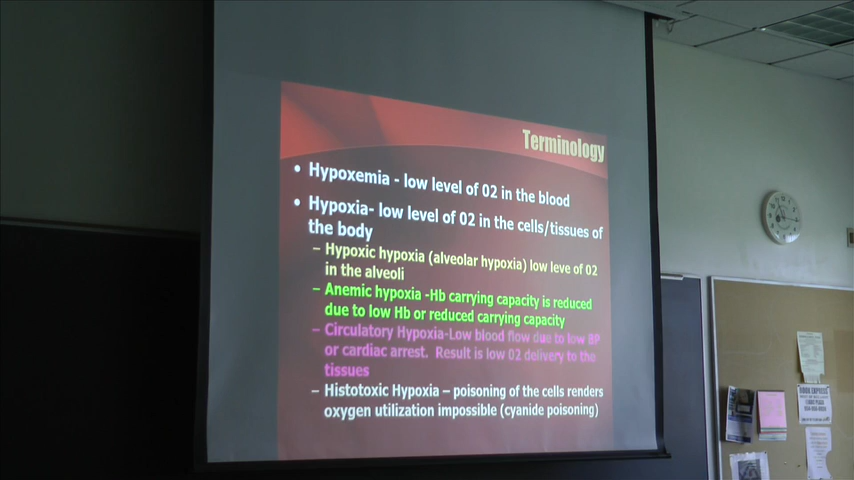 Terminology
• Hypoxemia - low level of 02 in the blood
• Hypoxia- low level of 02 in the cells/tissues of
the body
– Hypoxic hypoxia (alveolar hypoxia) low leve of 02
in the alveoli
– Anemic hypoxia -Hb carrying capacity is reduced
due to low Hb or reduced carrying capacity
– Circulatory Hypoxia-Low blood flow due to low BP
or cardiac arrest. Result is low 02 delivery to the
tissues
– Histotoxic Hypoxia – poisoning of the cells renders
oxygen utilization impossible (cyanide poisoning)